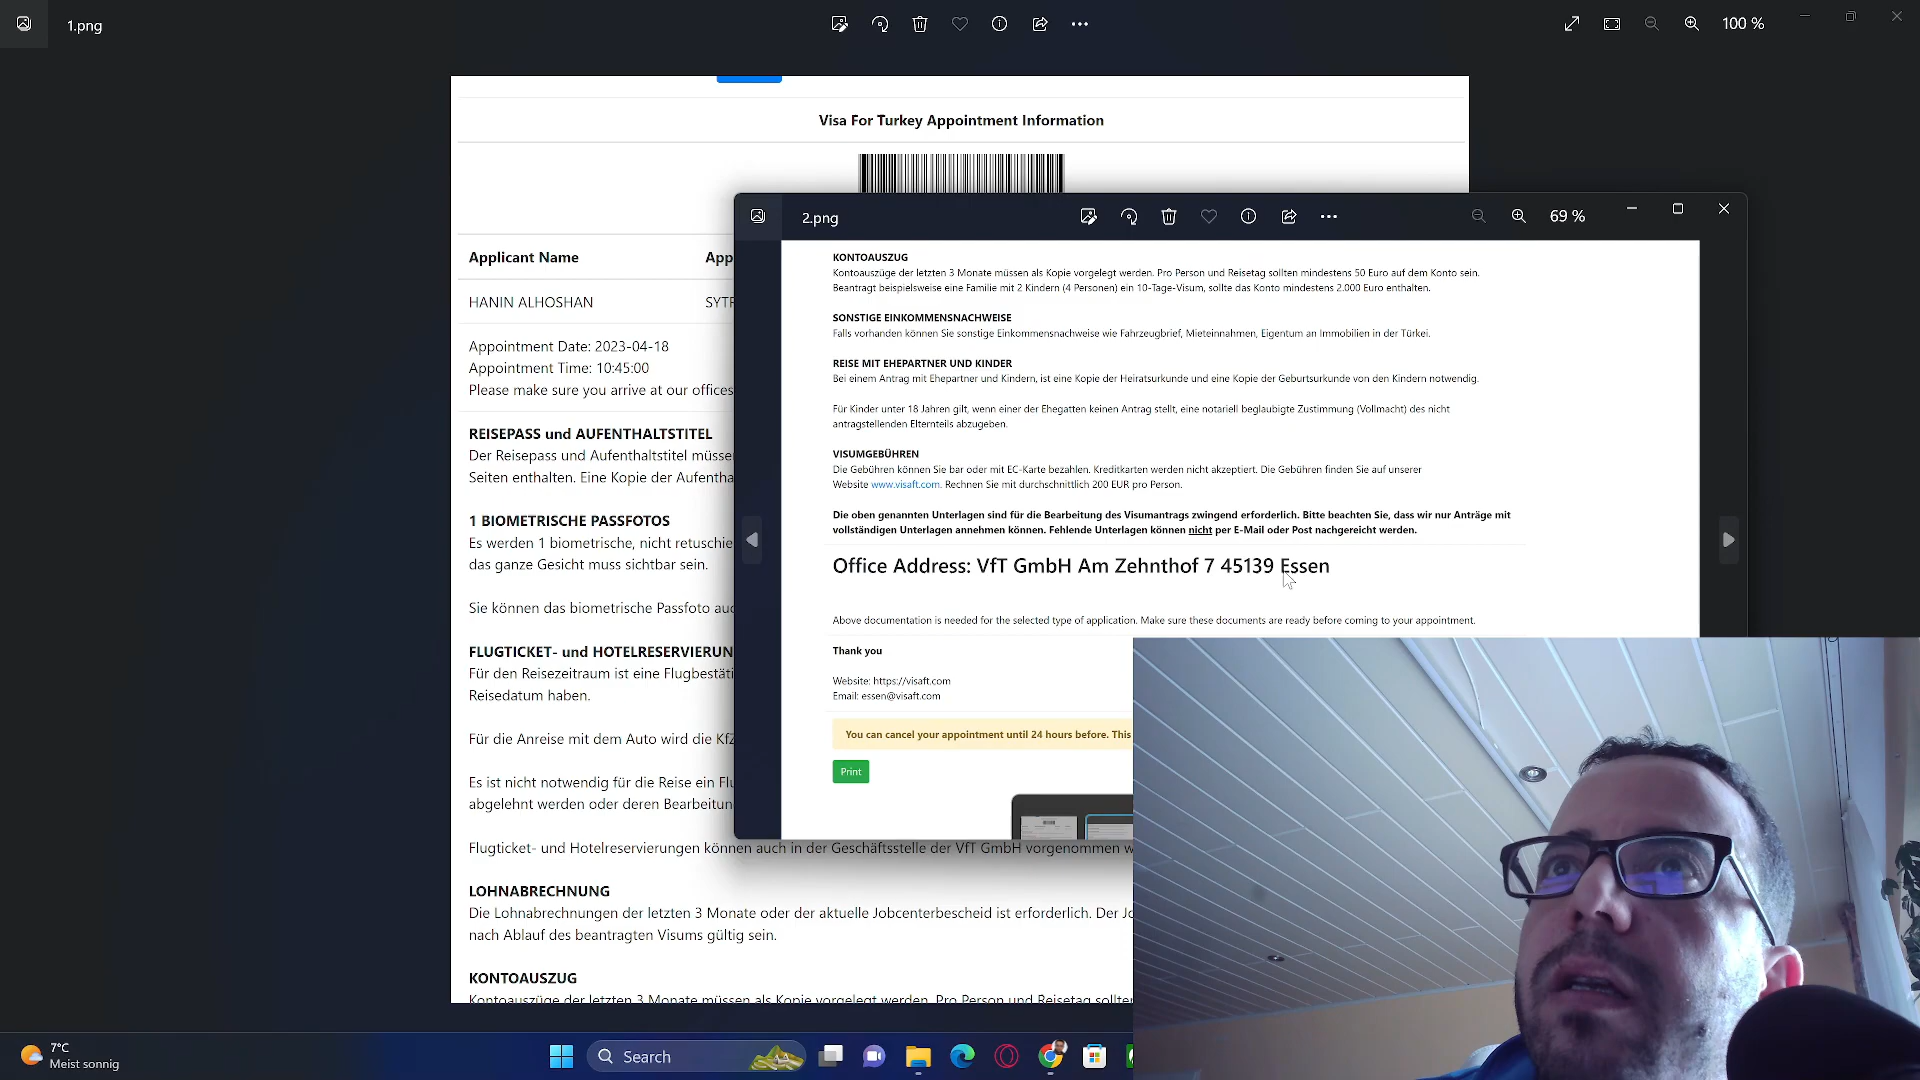 1.png
100 %
Visa For Turkey Appointment Information
Applicant Name
App
HANIN ALHOSHAN
SYTF
Appointment Date: 2023-04-18
Appointment Time: 10:45:00
Please make sure you arrive at our offices
REISEPASS und AUFENTHALTSTITEL
Der Reisepass und Aufenthaltstitel müsse
Seiten enthalten. Eine Kopie der Aufentha
1 BIOMETRISCHE PASSFOTOS
Es werden 1 biometrische, nicht retuschie
das ganze Gesicht muss sichtbar sein.
Sie können das biometrische Passfoto auc
FLUGTICKET- und HOTELRESERVIERUN
Für den Reisezeitraum ist eine Flugbestäti
Reisedatum haben.
Für die Anreise mit dem Auto wird die KfZ
Es ist nicht notwendig für die Reise ein Flu
abgelehnt werden oder deren Bearbeitun
Flugticket- und Hotelreservierungen können auch in der Geschäftsstelle der VfT GmbH vorgenommen w
LOHNABRECHNUNG
Die Lohnabrechnungen der letzten 3 Monate oder der aktuelle Jobcenterbescheid ist erforderlich. Der Jo
nach Ablauf des beantragten Visums gültig sein.
KONTOAUSZUG
Kontoauszüge der letzten 3 Monate müssen als Kopie vorgelegt werden. Pro Person und Reisetag sollten
2.png
69 %
KONTOAUSZUG
Kontoauszüge der letzten 3 Monate müssen als Kopie vorgelegt werden. Pro Person und Reisetag sollten mindestens 50 Euro auf dem Konto sein.
Beantragt beispielsweise eine Familie mit 2 Kindern (4 Personen) ein 10-Tage-Visum, sollte das Konto mindestens 2.000 Euro enthalten.
SONSTIGE EINKOMMENSNACHWEISE
Falls vorhanden können Sie sonstige Einkommensnachweise wie Fahrzeugbrief, Mieteinnahmen, Eigentum an Immobilien in der Türkei.
REISE MIT EHEPARTNER UND KINDER
Bei einem Antrag mit Ehepartner und Kindern, ist eine Kopie der Heiratsurkunde und eine Kopie der Geburtsurkunde von den Kindern notwendig.
Für Kinder unter 18 Jahren gilt, wenn einer der Ehegatten keinen Antrag stellt, eine notariell beglaubigte Zustimmung (Vollmacht) des nicht
antragstellenden Elternteils abzugeben.
VISUMGEBÜHREN
Die Gebühren können Sie bar oder mit EC-Karte bezahlen. Kreditkarten werden nicht akzeptiert. Die Gebühren finden Sie auf unserer
Website www.visaft.com. Rechnen Sie mit durchschnittlich 200 EUR pro Person.
Die oben genannten Unterlagen sind für die Bearbeitung des Visumantrags zwingend erforderlich. Bitte beachten Sie, dass wir nur Anträge mit
vollständigen Unterlagen annehmen können. Fehlende Unterlagen können nicht per E-Mail oder Post nachgereicht werden.
Office Address: VfT GmbH Am Zehnthof 7 45139 Essen
Above documentation is needed for the selected type of application. Make sure these documents are ready before coming to your appointment.
Thank you
Website: https://visaft.com
Email: essen@visaft.com
You can cancel your appointment until 24 hours before. This
Print
7°C
Meist sonnig
Search